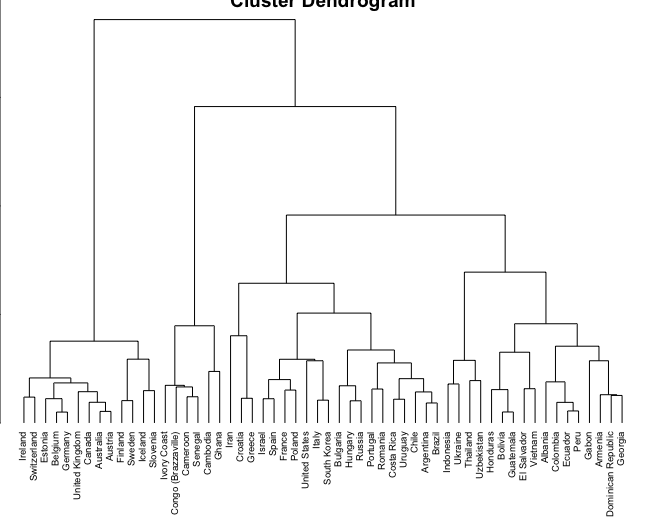 Cluster Dendrogram
Ireland
Switzerland
Estonia
Belgium
Germany
United Kingdom
Canada
Australia
Austria
Finland
Sweden
Iceland
Slovenia
Ivory Coast
Congo (Brazzaville)
Cameroon
Senegal
Cambodia
Ghana
Iran
Croatia
Greece
Israel
Spain
France
Poland
United States
Italy
South Korea
Bulgaria
Hungary
Russia
Portugal
Romania
Costa Rica
Uruguay
Chile
Argentina
Brazil
Indonesia
Ukraine
Thailand
Uzbekistan
Honduras
Bolivia
Guatemala
El Salvador
Vietnam
Albania
Colombia
Ecuador
Peru
Gabon
Armenia
Dominican Republic
Georgia